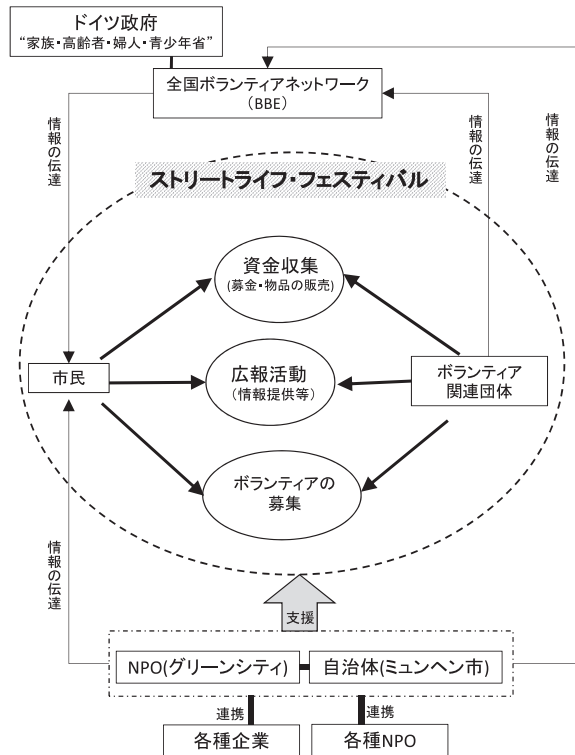 ドイツ政府
“家族・高齢者・婦人・青少年省”
全国ボランティアネットワーク
（BBE）
情報の伝達
情報の伝達
情報の伝達
ストリートライフ・フェスティバル
資金収集
(募金・物品の販売)
市民
広報活動
（情報提供等）
ボランティア
関連団体
ボランティアの
募集
情報の伝達
支援
NPO(グリーンシティ)
自治体(ミュンヘン市)
連携
連携
各種企業
各種NPO